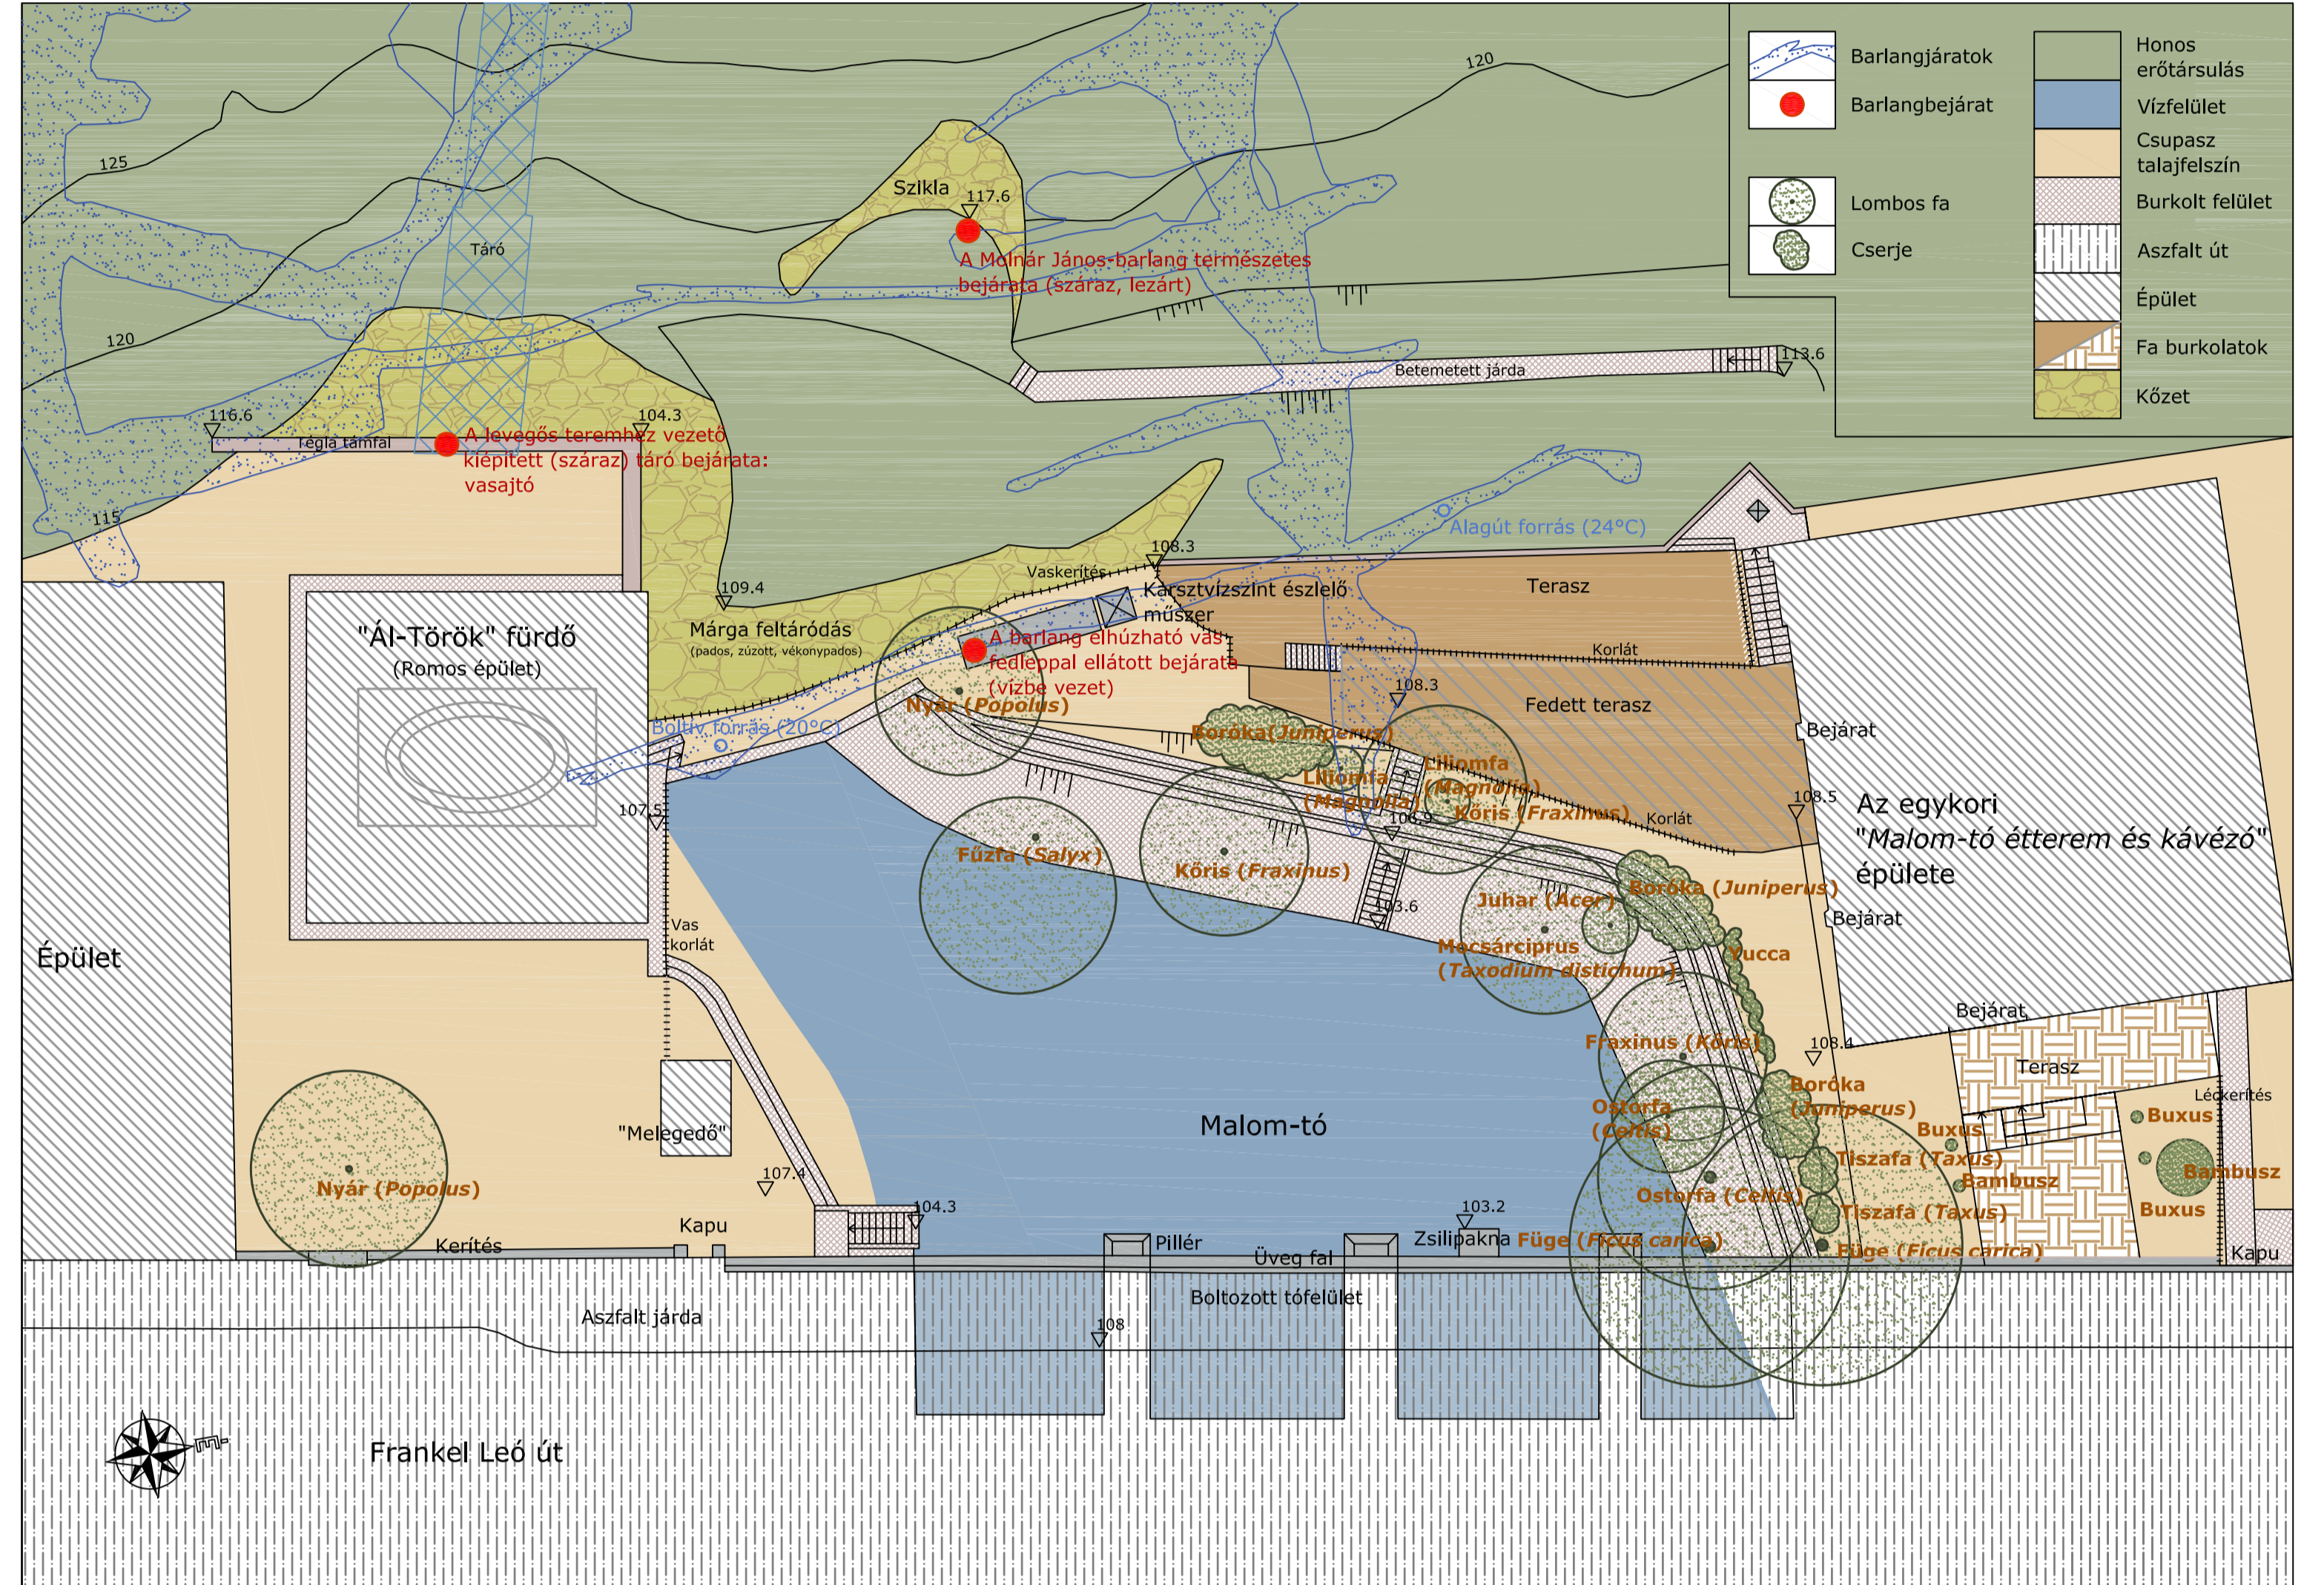 120
Barlangjáratok
Barlangbejárat
Lombos fa
Cserje
Honos
erőtársulás
Vízfelület
Csupasz
talajfelszín
Burkolt felület
Aszfalt út
Épület
Fa burkolatok
Kőzet
125
Szikla
117.6
Táró
A Molnár János-barlang természetes
bejárata (száraz, lezárt)
120
113.6
Betemetett járda
116.6
104.3
Tégla támfal
A levegős teremhez vezető
kiépített (száraz) táró bejárata:
vasajtó
115
Alagút forrás (24°C)
108.3
Vaskerítés
109.4
Karsztvízszint észlelő
műszer
Terasz
"Ál-Török" fürdő
(Romos épület)
Márga feltáródás
(pados, zúzott, vékonypados)
A barlang elhúzható vas
fedléppal ellátott bejárata
(vízbe vezet)
Korlát
108.3
Nyár (Popolus)
Fedett terasz
Boltív forrás (20°C)
Boróka(Juniperus)
Bejárat
Liliomfa
(Magnolia)
Liliomfa
(Magnolia)
107.5
106.9
Kőris (Fraxinus)
Korlát
108.5
Az egykori
"Malom-tó étterem és kávézó"
épülete
Fűzfa (Salyx)
Kőris (Fraxinus)
Boróka (Juniperus)
Juhar (Acer)
103.6
Bejárat
Vas
korlát
Épület
Mocsárciprus
(Taxodium distichum)
Yucca
Bejárat
Fraxinus (Kőris)
108.4
Terasz
Boróka
(Juniperus)
Léckerítés
Ostorfa
(Celtis)
Buxus
Buxus
Malom-tó
"Melegedő"
Tiszafa (Taxus)
Bambusz
Bambusz
107.4
Nyár (Popolus)
Ostorfa (Celtis)
Tiszafa (Taxus)
Buxus
104.3
103.2
Kapu
Kerítés
Pillér
Zsilipakna
Füge (Ficus carica)
Füge (Ficus carica)
Kapu
Üveg fal
Boltozott tófelület
Aszfalt járda
108
É
Frankel Leó út